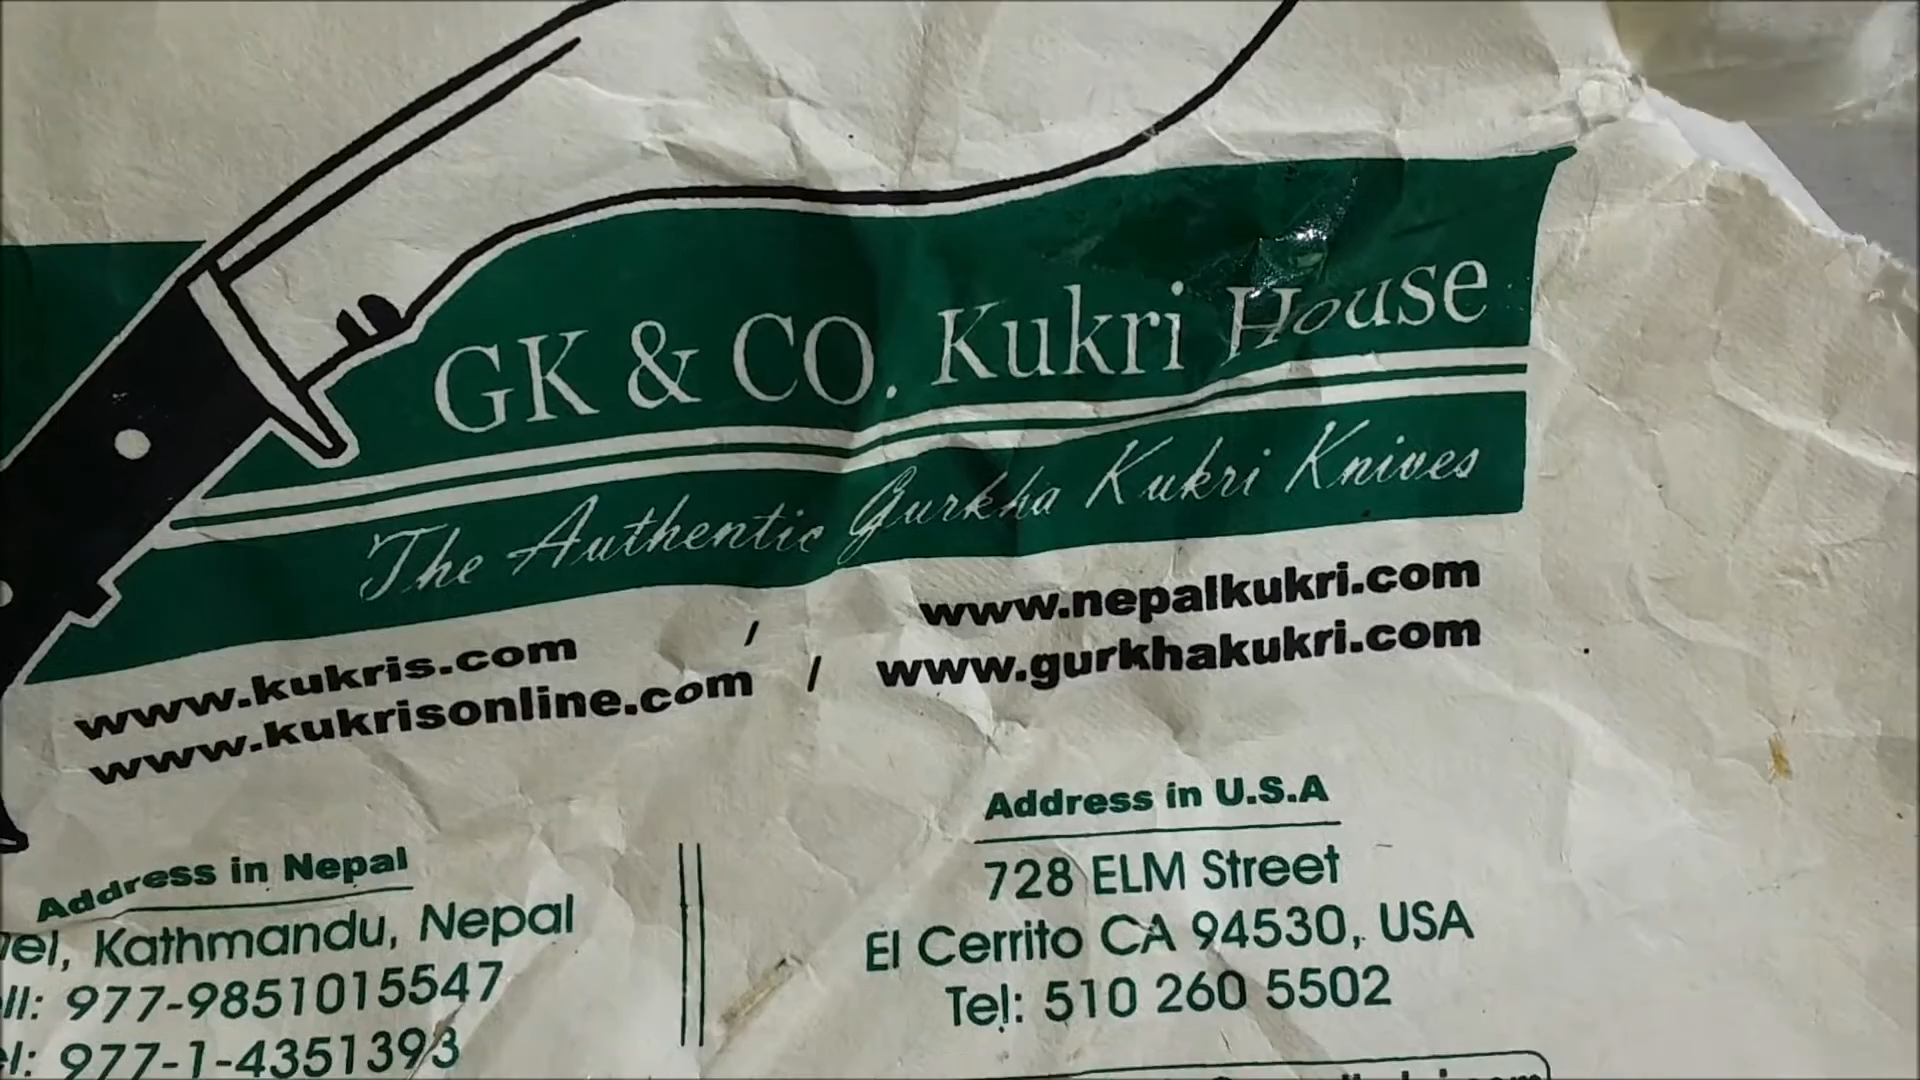 GK & CO. Kukri House
The Authentic Gurkha Kukri Knives
www.kukris.com / www.nepalkukri.com
www.kukrisonline.com / www.gurkhakukri.com
Address in Nepal
Kathmandu, Nepal
977-9851015547
977-1-4351393
Address in U.S.A
728 ELM Street
El Cerrito CA 94530, USA
Tel: 510 260 5502